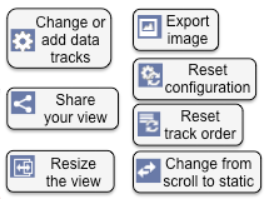 Change or
add data
tracks
Export
image
Reset
configuration
Share
your view
Reset
track order
Resize
the view
Change from
scroll to static